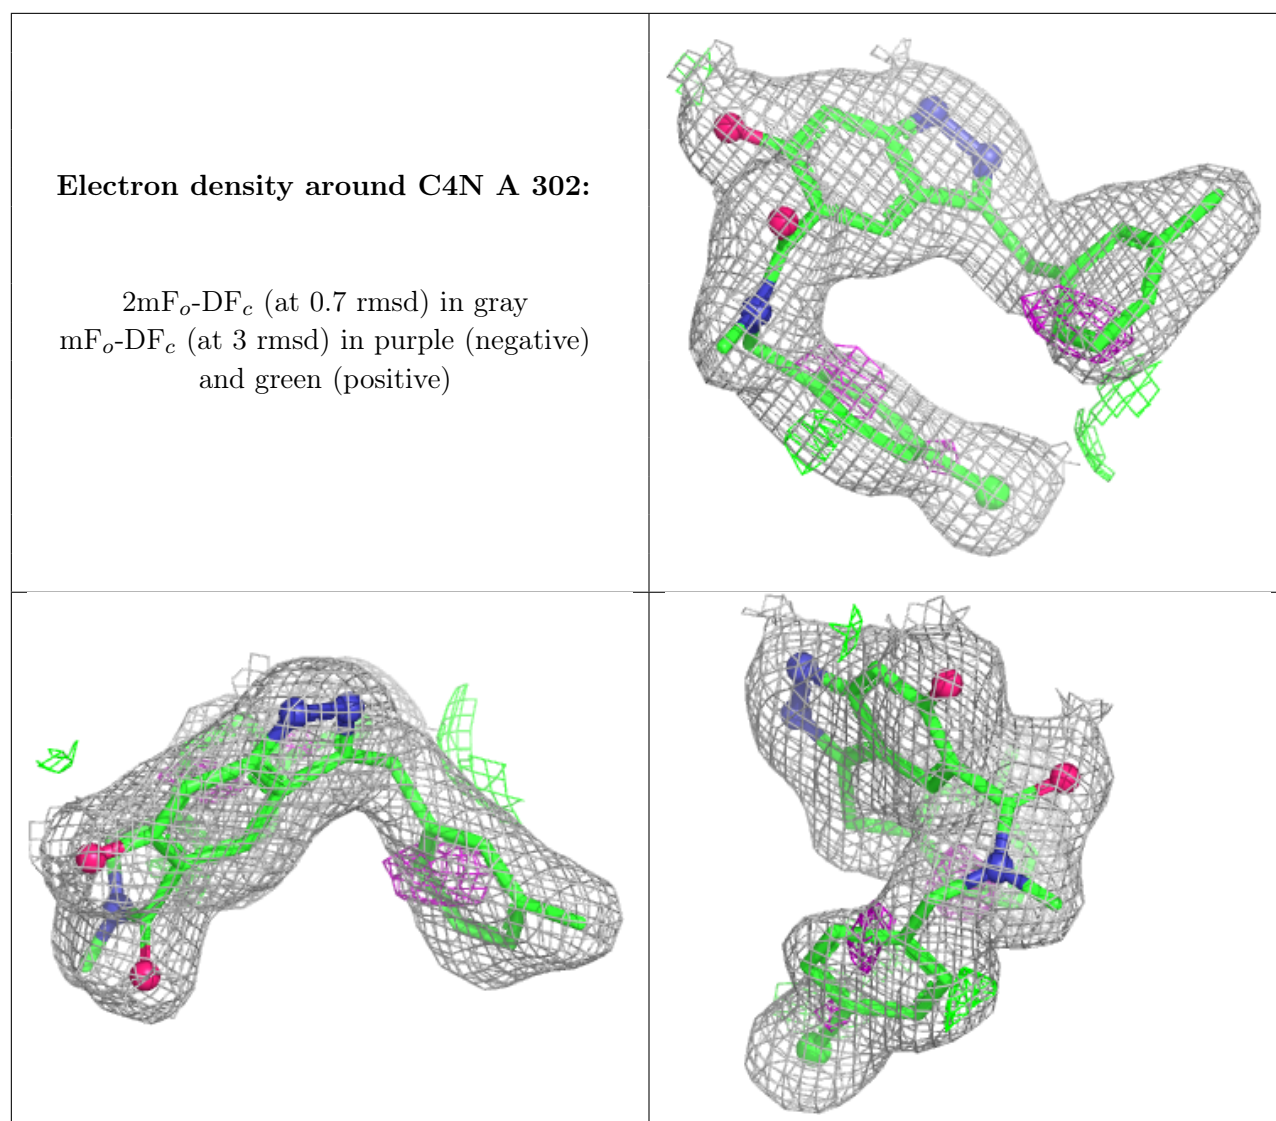 Electron density around C4N A 302:
2mFo-DFc (at 0.7 rmsd) in gray
mFo-DFc (at 3 rmsd) in purple (negative)
and green (positive)